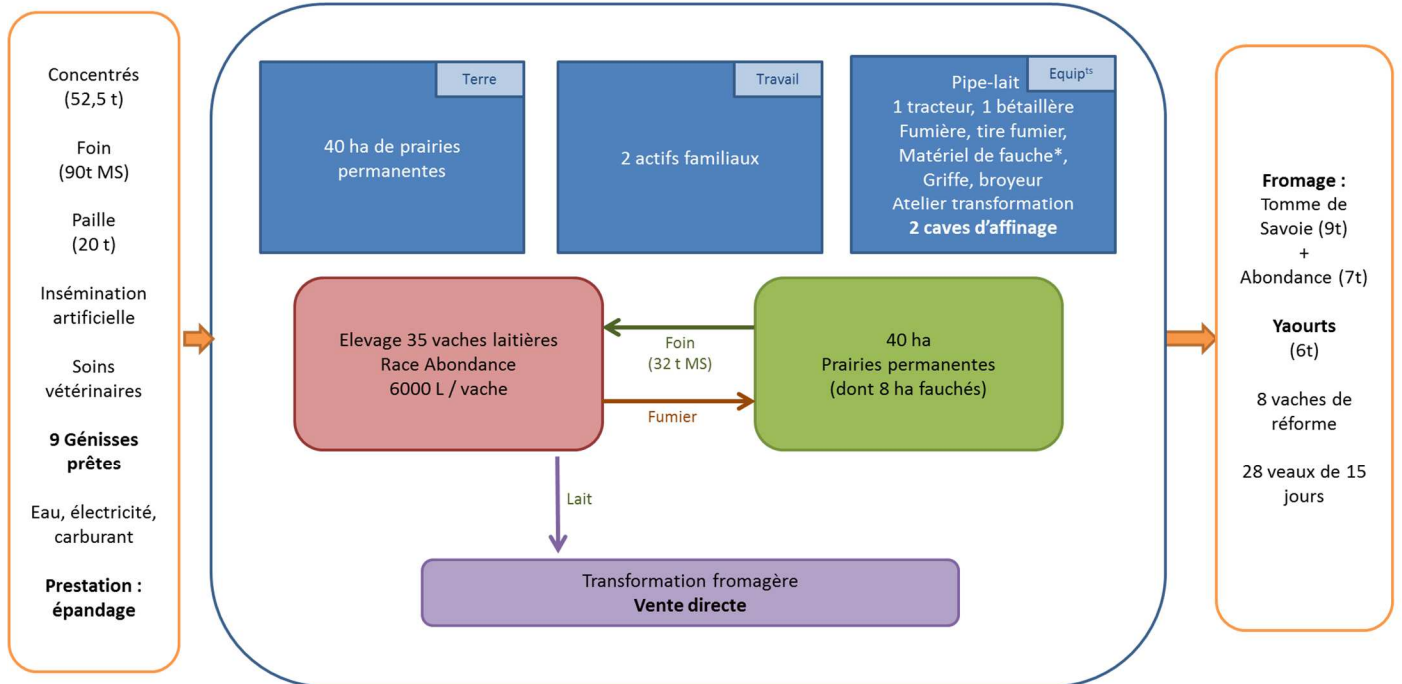 Concentrés
(52,5 t)
Foin
(90t MS)
Paille
(20 t)
Insémination
artificielle
Soins
vétérinaires
9 Génisses
prêtes
Eau, électricité,
carburant
Prestation :
épandage
Terre
40 ha de prairies
permanentes
Travail
2 actifs familiaux
Equipts
Pipe-lait
1 tracteur, 1 bétaillère
Fumière, tire fumier,
Matériel de fauche*,
Griffe, broyeur
Atelier transformation
2 caves d’affinage
Elevage 35 vaches laitières
Race Abondance
6000 L / vache
Foin
(32 t MS)
Fumier
40 ha
Prairies permanentes
(dont 8 ha fauchés)
Lait
Transformation fromagère
Vente directe
Fromage :
Tomme de
Savoie (9t)
+
Abondance (7t)
Yaourts
(6t)
8 vaches de
réforme
28 veaux de 15
jours